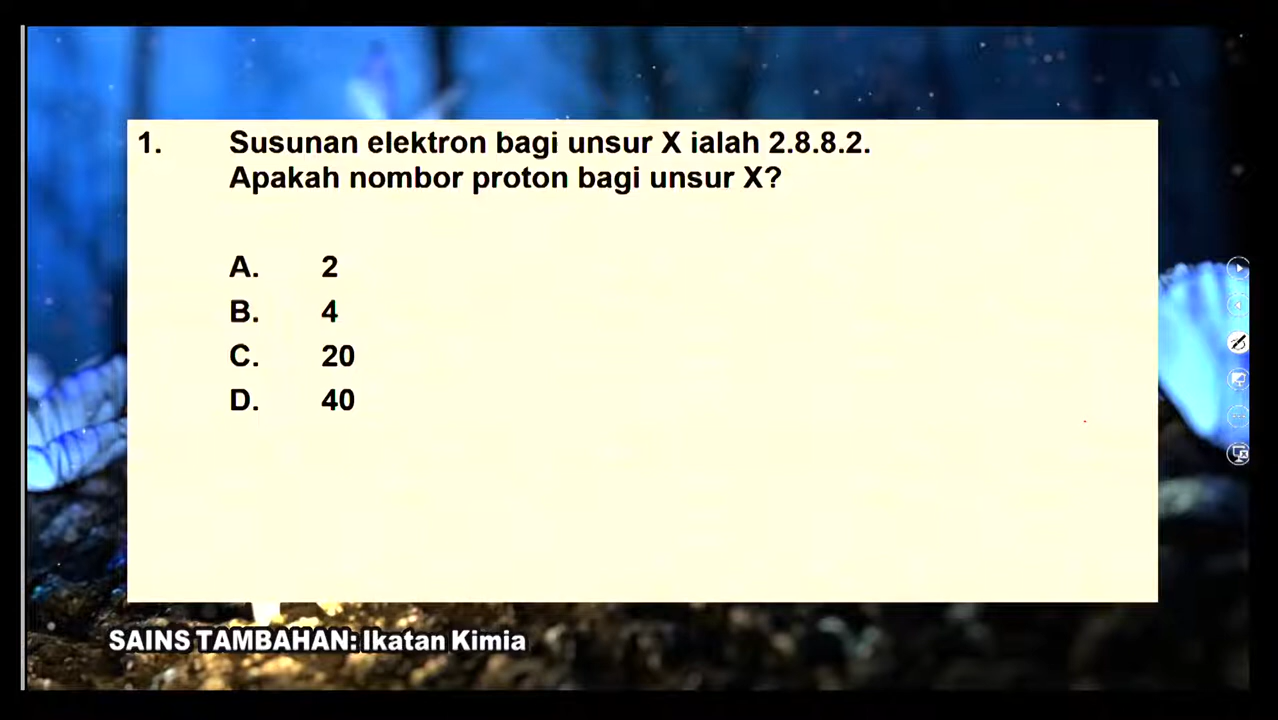 1. Susunan elektron bagi unsur X ialah 2.8.8.2.
Apakah nombor proton bagi unsur X?
A. 2
B. 4
C. 20
D. 40
SAINS TAMBAHAN: Ikatan Kimia